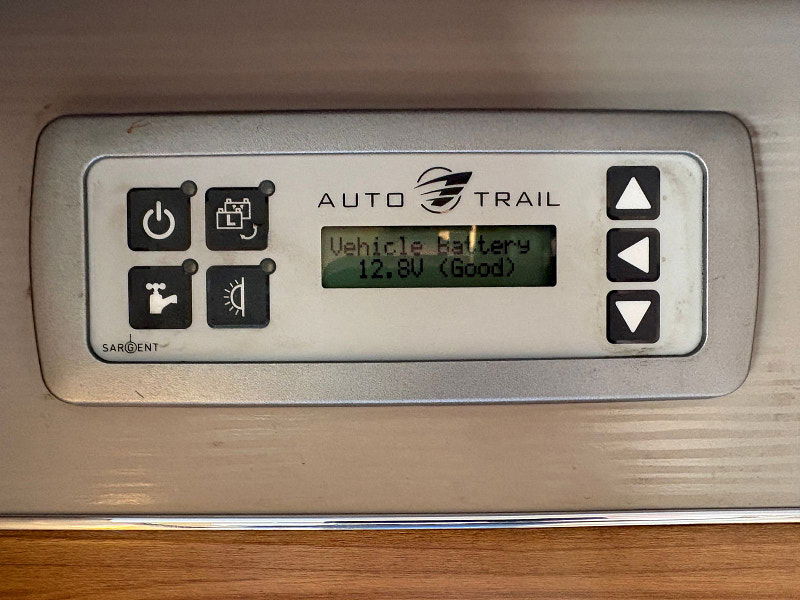 AUTO TRAIL
Vehicle Battery
12.8V (Good)
V
L
SARGENT